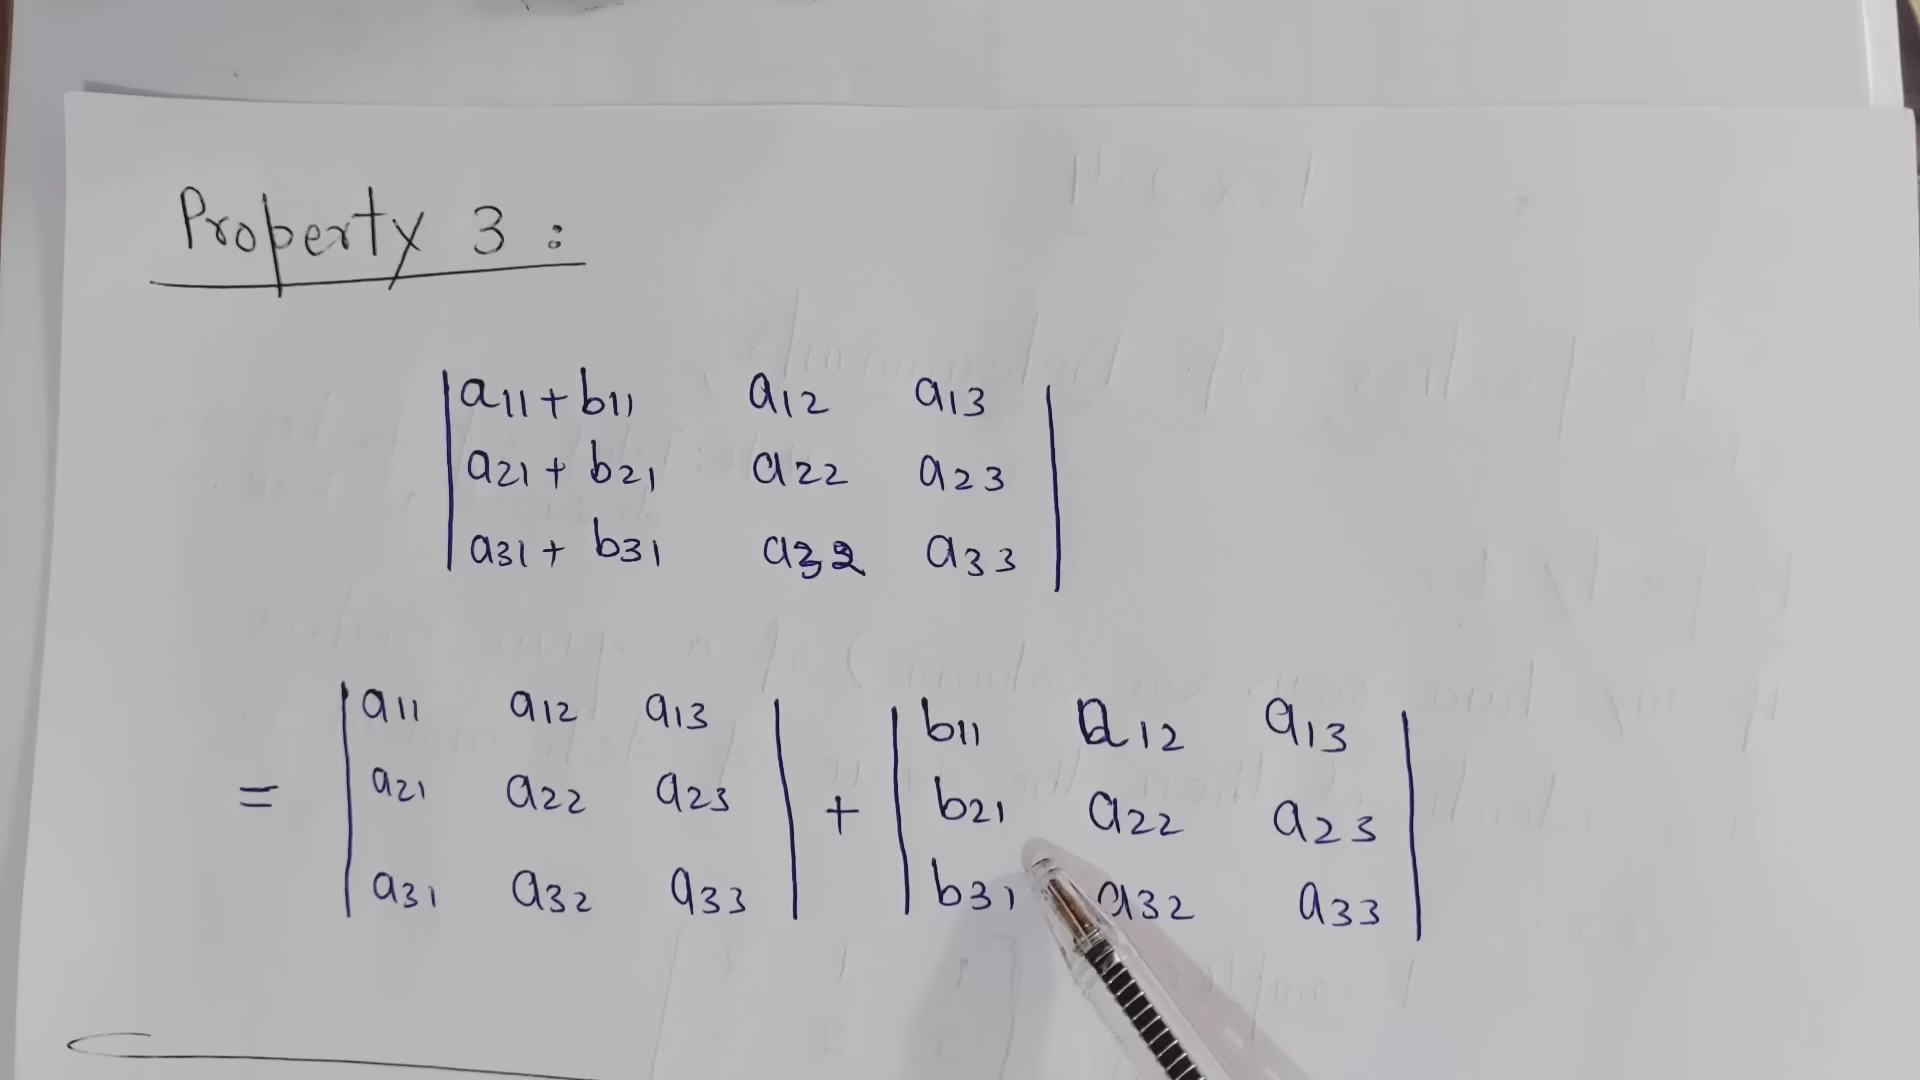 Property 3 :
| a11 + b11 a12 a13 |
| a21 + b21 a22 a23 |
| a31 + b31 a32 a33 |
= | a11 a12 a13 | + | b11 a12 a13 |
| a21 a22 a23 | | b21 a22 a23 |
| a31 a32 a33 | | b31 a32 a33 |